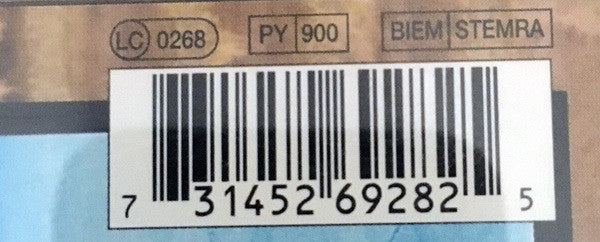 LC 0268 PY 900 BIEM STEMRA
7 31452 69282 5